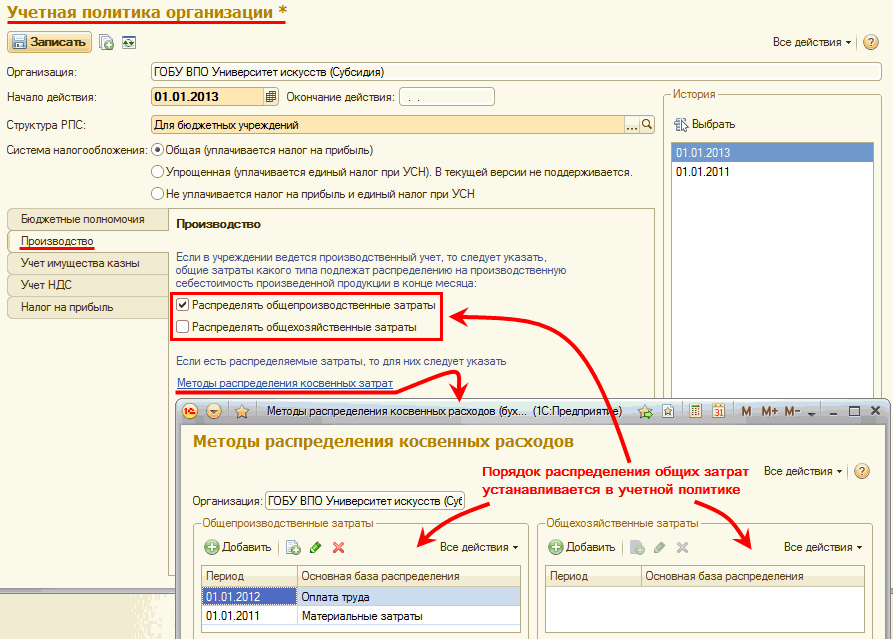 Учетная политика организации *
Записать
Все действия
Организация: ГОБУ ВПО Университет искусств (Субсидия)
Начало действия: 01.01.2013 Окончание действия: . .
Структура РПС: Для бюджетных учреждений
Система налогообложения: Общая (уплачивается налог на прибыль)
Упрощенная (уплачивается единый налог при УСН). В текущей версии не поддерживается.
Не уплачивается налог на прибыль и единый налог при УСН
История
Выбрать
01.01.2013
01.01.2011
Бюджетные полномочия
Производство
Учет имущества казны
Учет НДС
Налог на прибыль
Производство
Если в учреждении ведется производственный учет, то следует указать,
общие затраты какого типа подлежат распределению на производственную
себестоимость произведенной продукции в конце месяца:
Распределять общепроизводственные затраты
Распределять общехозяйственные затраты
Если есть распределяемые затраты, то для них следует указать
Методы распределения косвенных затрат
Методы распределения косвенных расходов (бух... (1С:Предприятие)
M M+ M-
Методы распределения косвенных расходов
Порядок распределения общих затрат
устанавливается в учетной политике
Все действия
Организация: ГОБУ ВПО Университет искусств (Суб
Общепроизводственные затраты
Добавить Все действия
Период Основная база распределения
01.01.2012 Оплата труда
01.01.2011 Материальные затраты
Общехозяйственные затраты
Добавить Все действия
Период Основная база распределения